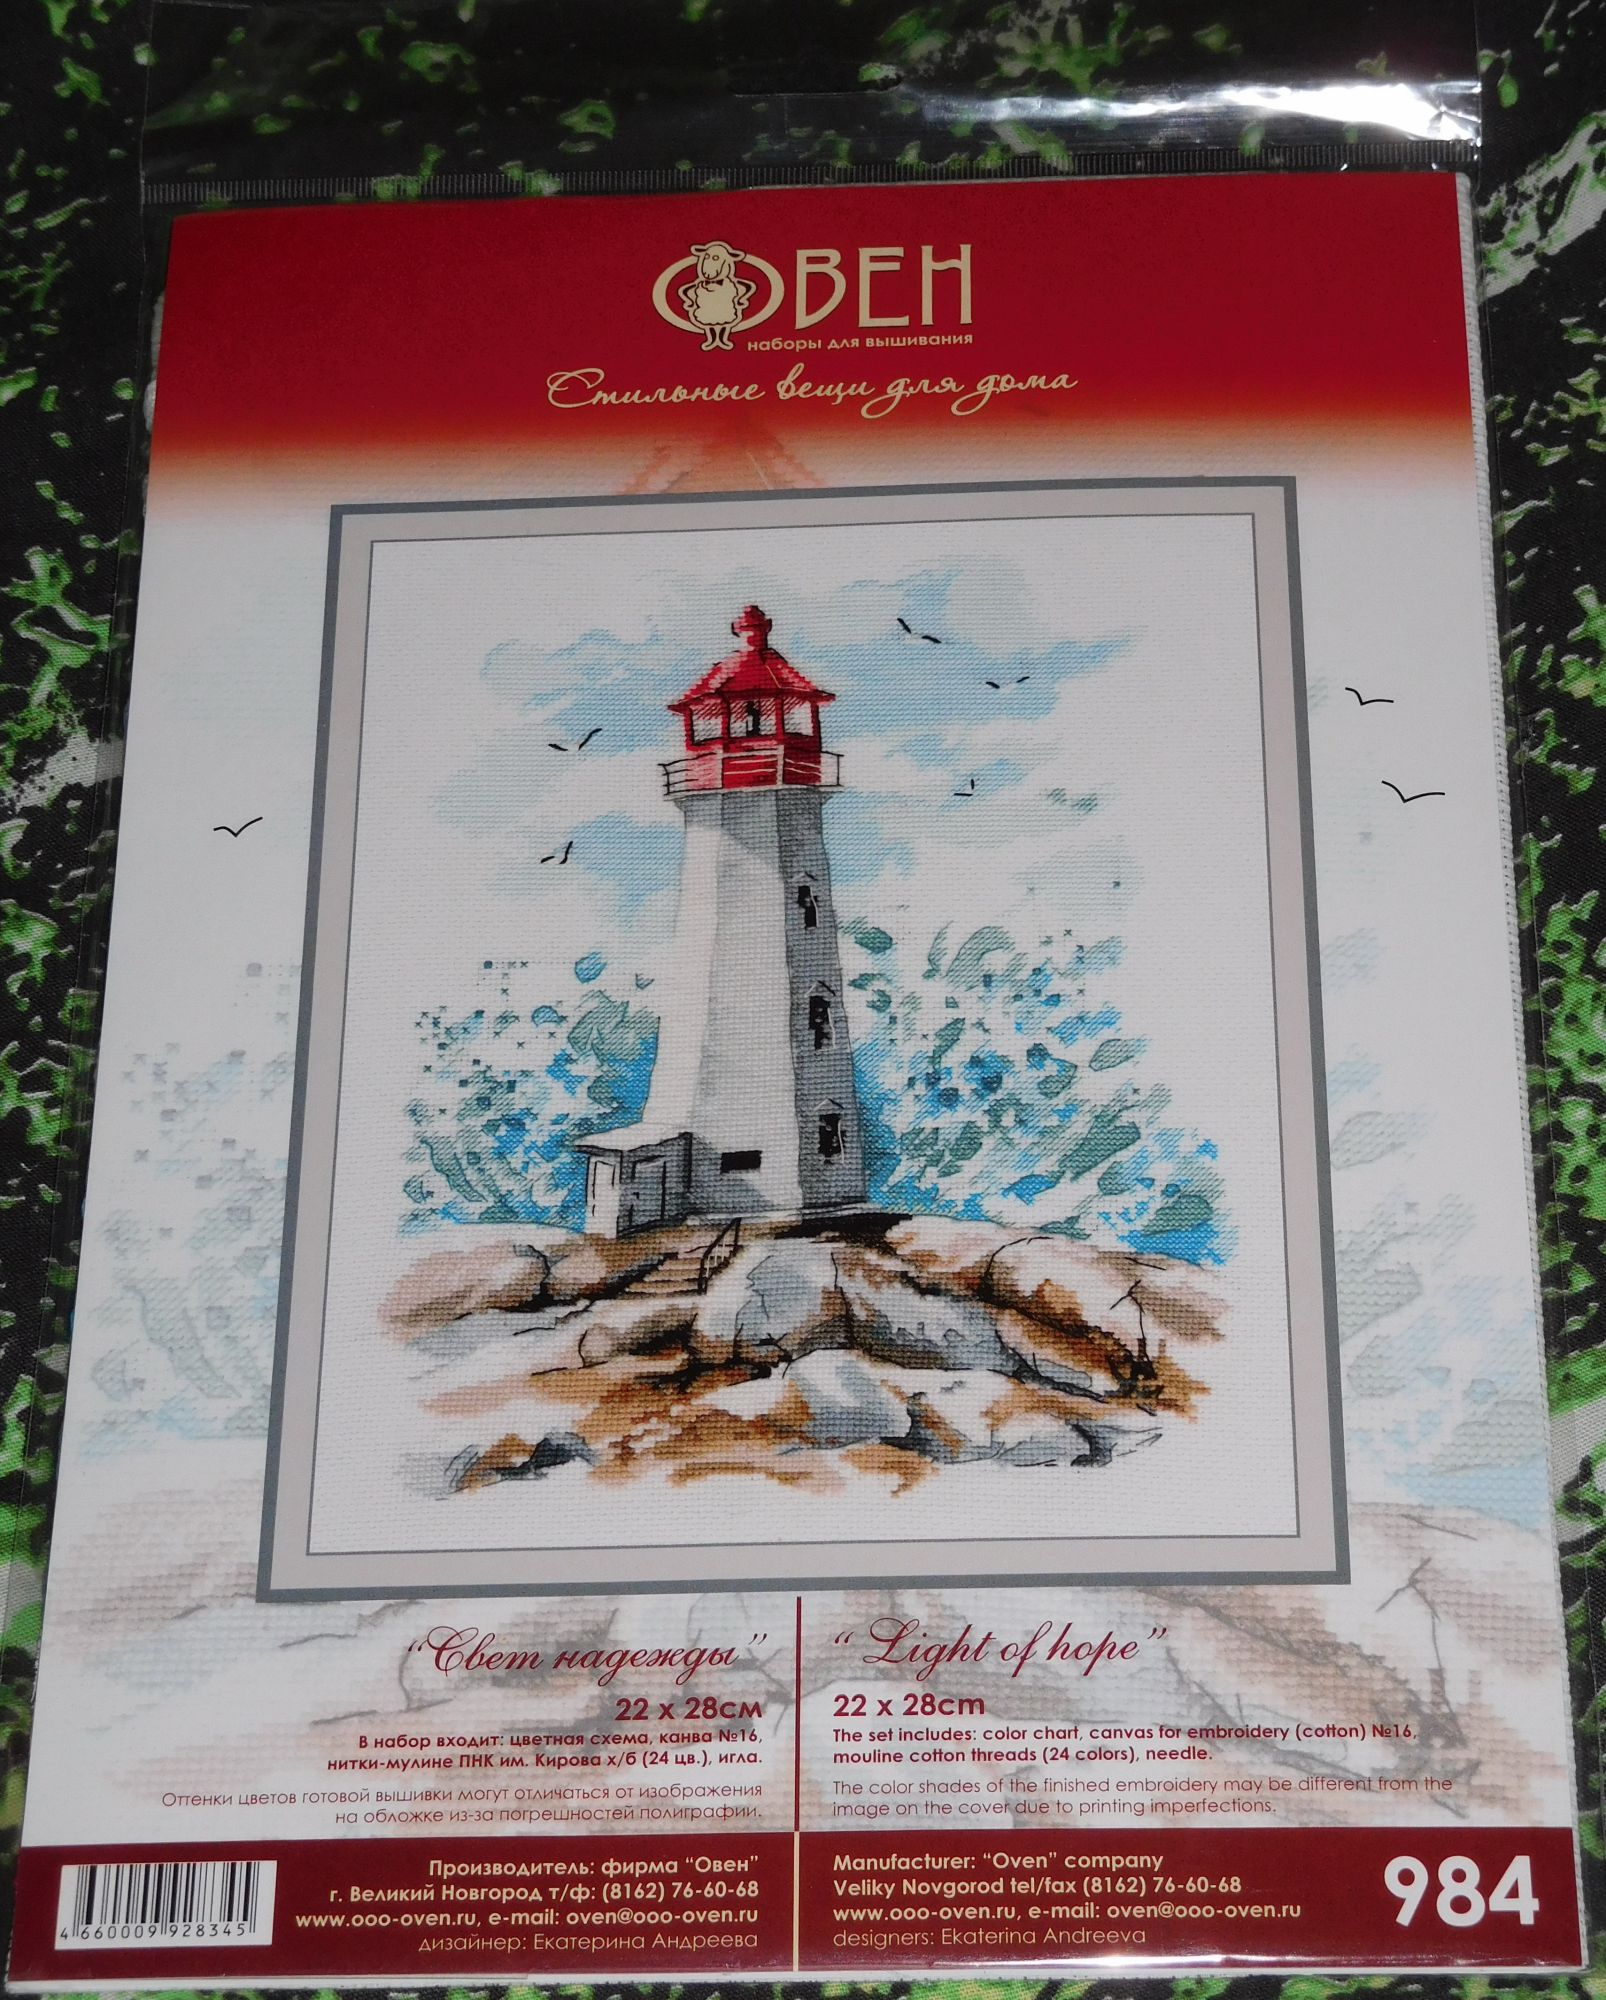 ОВЕН
наборы для вышивания
Стильные вещи для дома
"Свет надежды"
22 х 28см
В набор входит: цветная схема, канва №16,
нитки-мулине ПНК им. Кирова х/б (24 цв.), игла.
Оттенки цветов готовой вышивки могут отличаться от изображения
на обложке из-за погрешностей полиграфии.
"Light of hope"
22 x 28cm
The set includes: color chart, canvas for embroidery (cotton) №16,
mouline cotton threads (24 colors), needle.
The color shades of the finished embroidery may be different from the
image on the cover due to printing imperfections.
4 660009 928345
Производитель: фирма "Овен"
г. Великий Новгород т/ф: (8162) 76-60-68
www.ooo-oven.ru, e-mail: oven@ooo-oven.ru
дизайнер: Екатерина Андреева
Manufacturer: "Oven" company
Veliky Novgorod tel/fax (8162) 76-60-68
www.ooo-oven.ru, e-mail: oven@ooo-oven.ru
designers: Ekaterina Andreeva
984